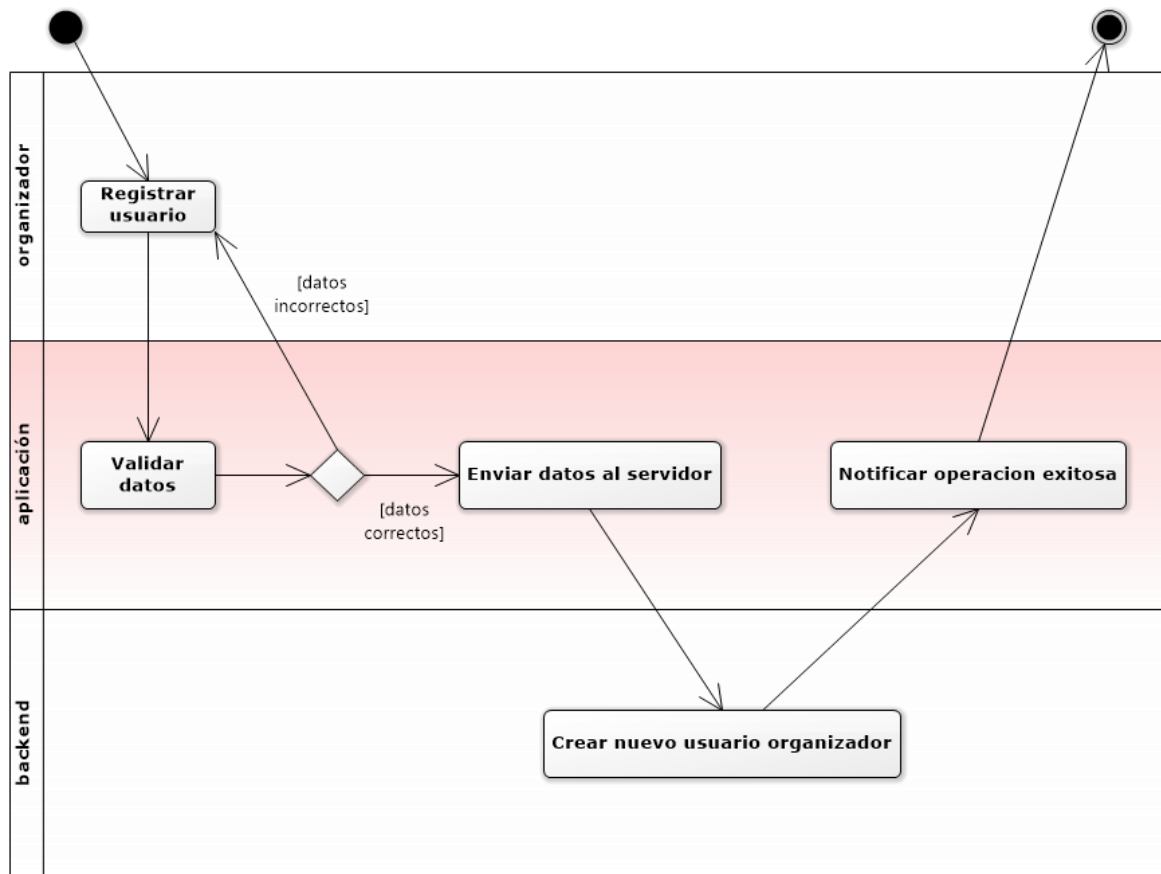 organizador
Registrar
usuario
[datos
incorrectos]
aplicación
Validar
datos
[datos
correctos]
Enviar datos al servidor
Notificar operacion exitosa
backend
Crear nuevo usuario organizador